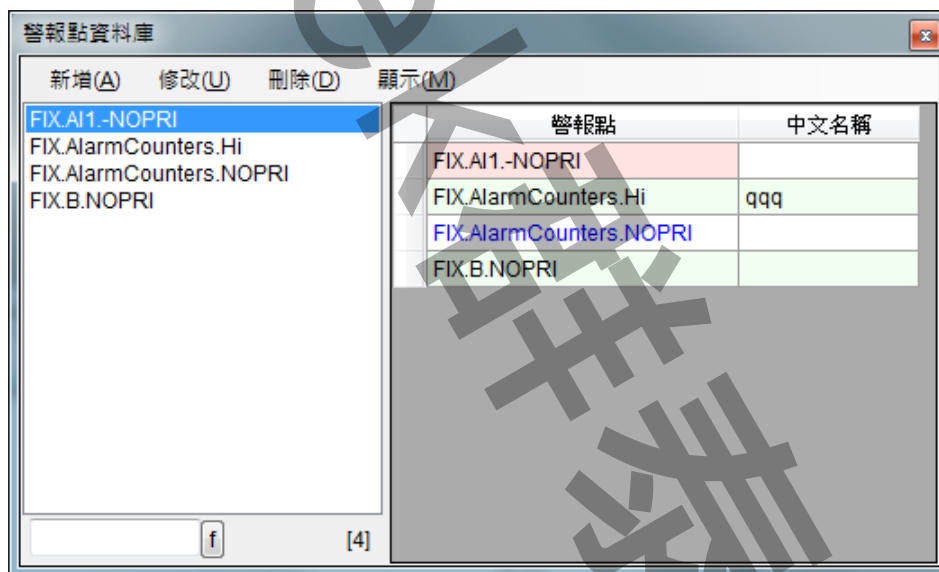 警報點資料庫
新增(A) 修改(U) 刪除(D) 顯示(M)
FIX.AI1.-NOPRI
FIX.AlarmCounters.Hi
FIX.AlarmCounters.NOPRI
FIX.B.NOPRI
f [4]
警報點 中文名稱
FIX.AI1.-NOPRI
FIX.AlarmCounters.Hi qqq
FIX.AlarmCounters.NOPRI
FIX.B.NOPRI